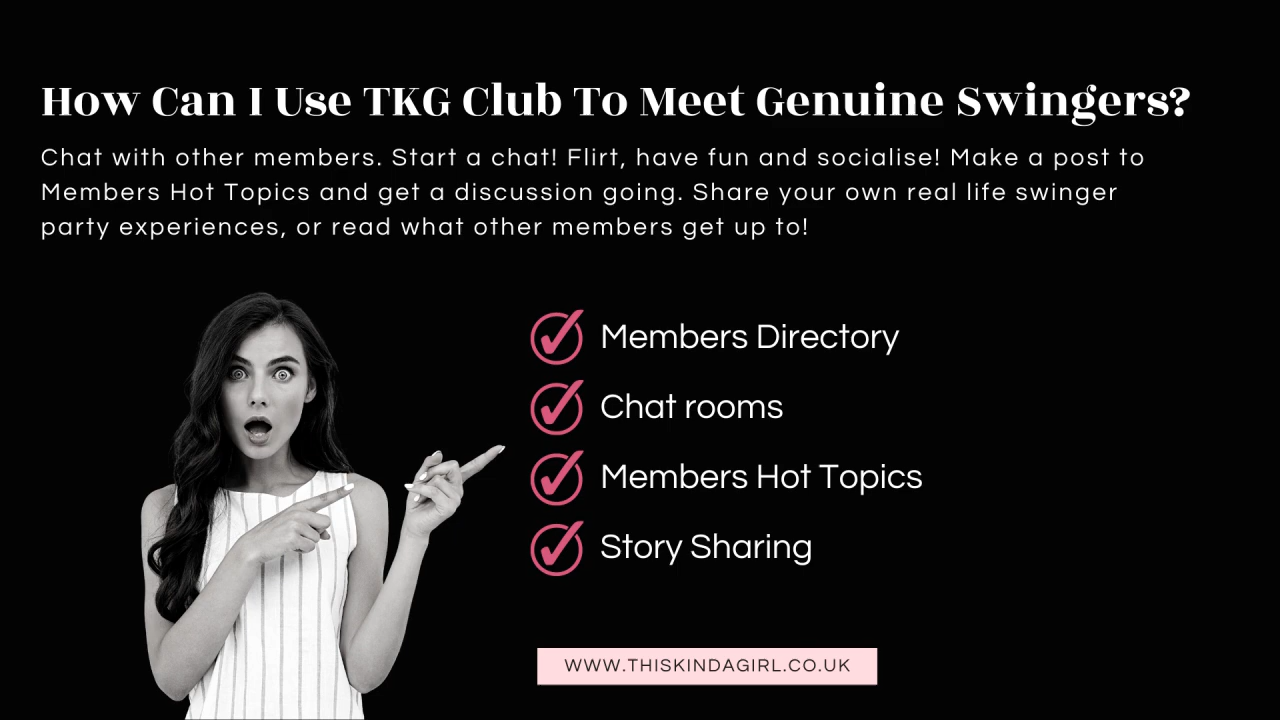 How Can I Use TKG Club To Meet Genuine Swingers?
Chat with other members. Start a chat! Flirt, have fun and socialise! Make a post to
Members Hot Topics and get a discussion going. Share your own real life swinger
party experiences, or read what other members get up to!
Members Directory
Chat rooms
Members Hot Topics
Story Sharing
WWW.THISKINDAGIRL.CO.UK